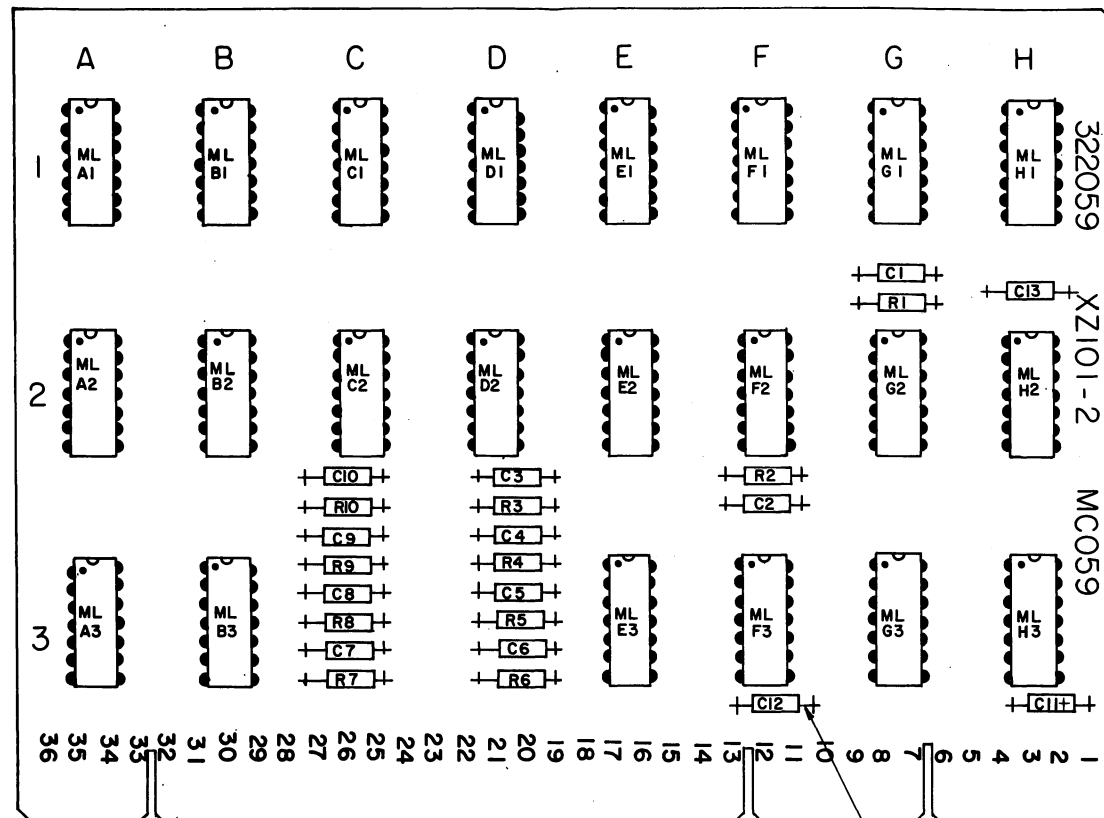 A B C D E F G H
1
ML A1
ML B1
ML C1
ML D1
ML E1
ML F1
ML G1
ML H1
322059
C1
R1
C13
XZ101-2
2
ML A2
ML B2
ML C2
ML D2
ML E2
ML F2
ML G2
ML H2
C10
R10
C9
R9
C8
R8
C7
R7
C3
R3
C4
R4
C5
R5
C6
R6
R2
C2
MC059
3
ML A3
ML B3
ML E3
ML F3
ML G3
ML H3
C12
C11+
36 35 34 33 32 31 30 29 28 27 26 25 24 23 22 21 20 19 18 17 16 15 14 13 12 11 10 9 8 7 6 5 4 3 2 1